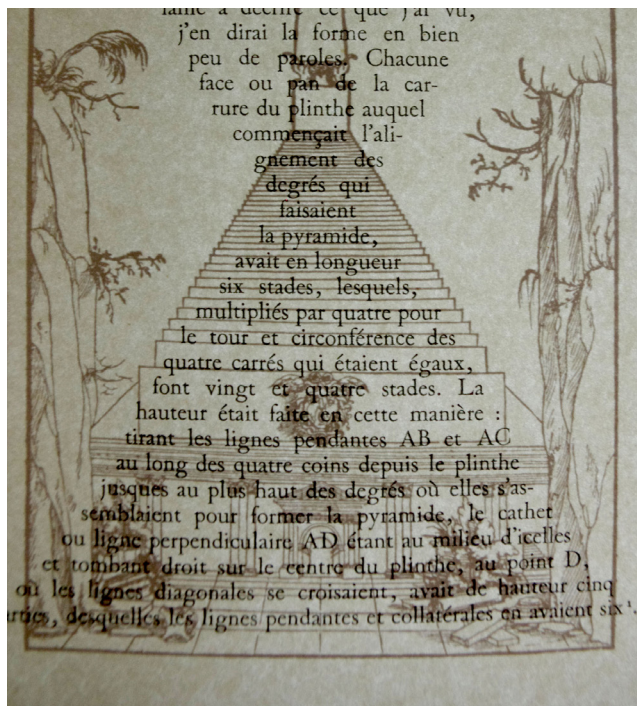 à décrire ce que j'ai vu,
j'en dirai la forme en bien
peu de paroles. Chacune
face ou pan de la car-
rure du plinthe auquel
commençait l'ali-
gnement des
degrés qui
faisaient
la pyramide,
avait en longueur
six stades, lesquels,
multipliés par quatre pour
le tour et circonférence des
quatre carrés qui étaient égaux,
font vingt et quatre stades. La
hauteur était faite en cette manière :
tirant les lignes pendantes AB et AC
au long des quatre coins depuis le plinthe
jusques au plus haut des degrés où elles s'as-
semblaient pour former la pyramide, le cathet
ou ligne perpendiculaire AD étant au milieu d'icelles
et tombant droit sur le centre du plinthe, au point D,
où les lignes diagonales se croisaient, avait de hauteur cinq
desquelles les lignes pendantes et collatérales en avaient six¹.